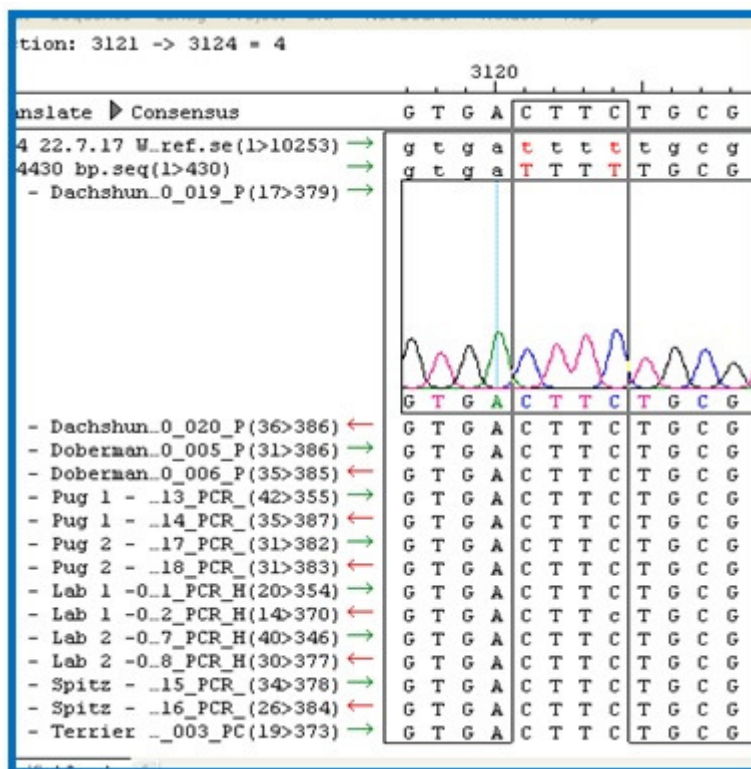 ction: 3121 -> 3124 = 4
3120
anslate ▶ Consensus G T G A C T T C T G C G
4 22.7.17 W…ref.se(1>10253) → g t g a t t t t t g c g
4430 bp.seq(1>430) → g t g a T T T T T G C G
- Dachshun…0_019_P(17>379) →
G T G A C T T C T G C G
- Dachshun…0_020_P(36>386) ← G T G A C T T C T G C G
- Doberman…0_005_P(31>386) → G T G A C T T C T G C G
- Doberman…0_006_P(35>385) ← G T G A C T T C T G C G
- Pug 1 - …13_PCR_(42>355) → G T G A C T T C T G C G
- Pug 1 - …14_PCR_(35>387) ← G T G A C T T C T G C G
- Pug 2 - …17_PCR_(31>382) → G T G A C T T C T G C G
- Pug 2 - …18_PCR_(31>383) ← G T G A C T T C T G C G
- Lab 1 -0…1_PCR_H(20>354) → G T G A C T T C T G C G
- Lab 1 -0…2_PCR_H(14>370) ← G T G A C T T c T G C G
- Lab 2 -0…7_PCR_H(40>346) → G T G A C T T C T G C G
- Lab 2 -0…8_PCR_H(30>377) ← G T G A C T T C T G C G
- Spitz - …15_PCR_(34>378) → G T G A C T T C T G C G
- Spitz - …16_PCR_(26>384) ← G T G A C T T C T G C G
- Terrier …_003_PC(19>373) → G T G A C T T C T G C G